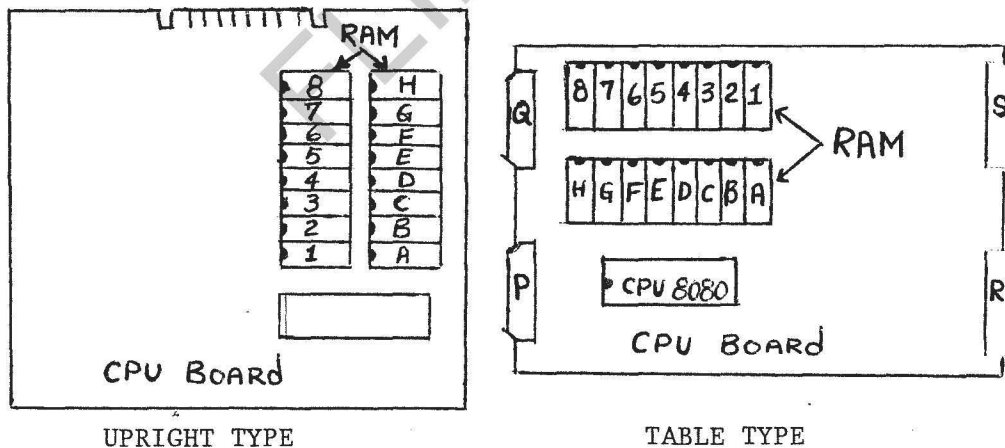 RAM
8 H
7 G
6 F
5 E
4 D
3 C
2 B
1 A
CPU BOARD
UPRIGHT TYPE
Q 8 7 6 5 4 3 2 1 S
RAM
H G F E D C B A
P CPU 8080 R
CPU BOARD
TABLE TYPE